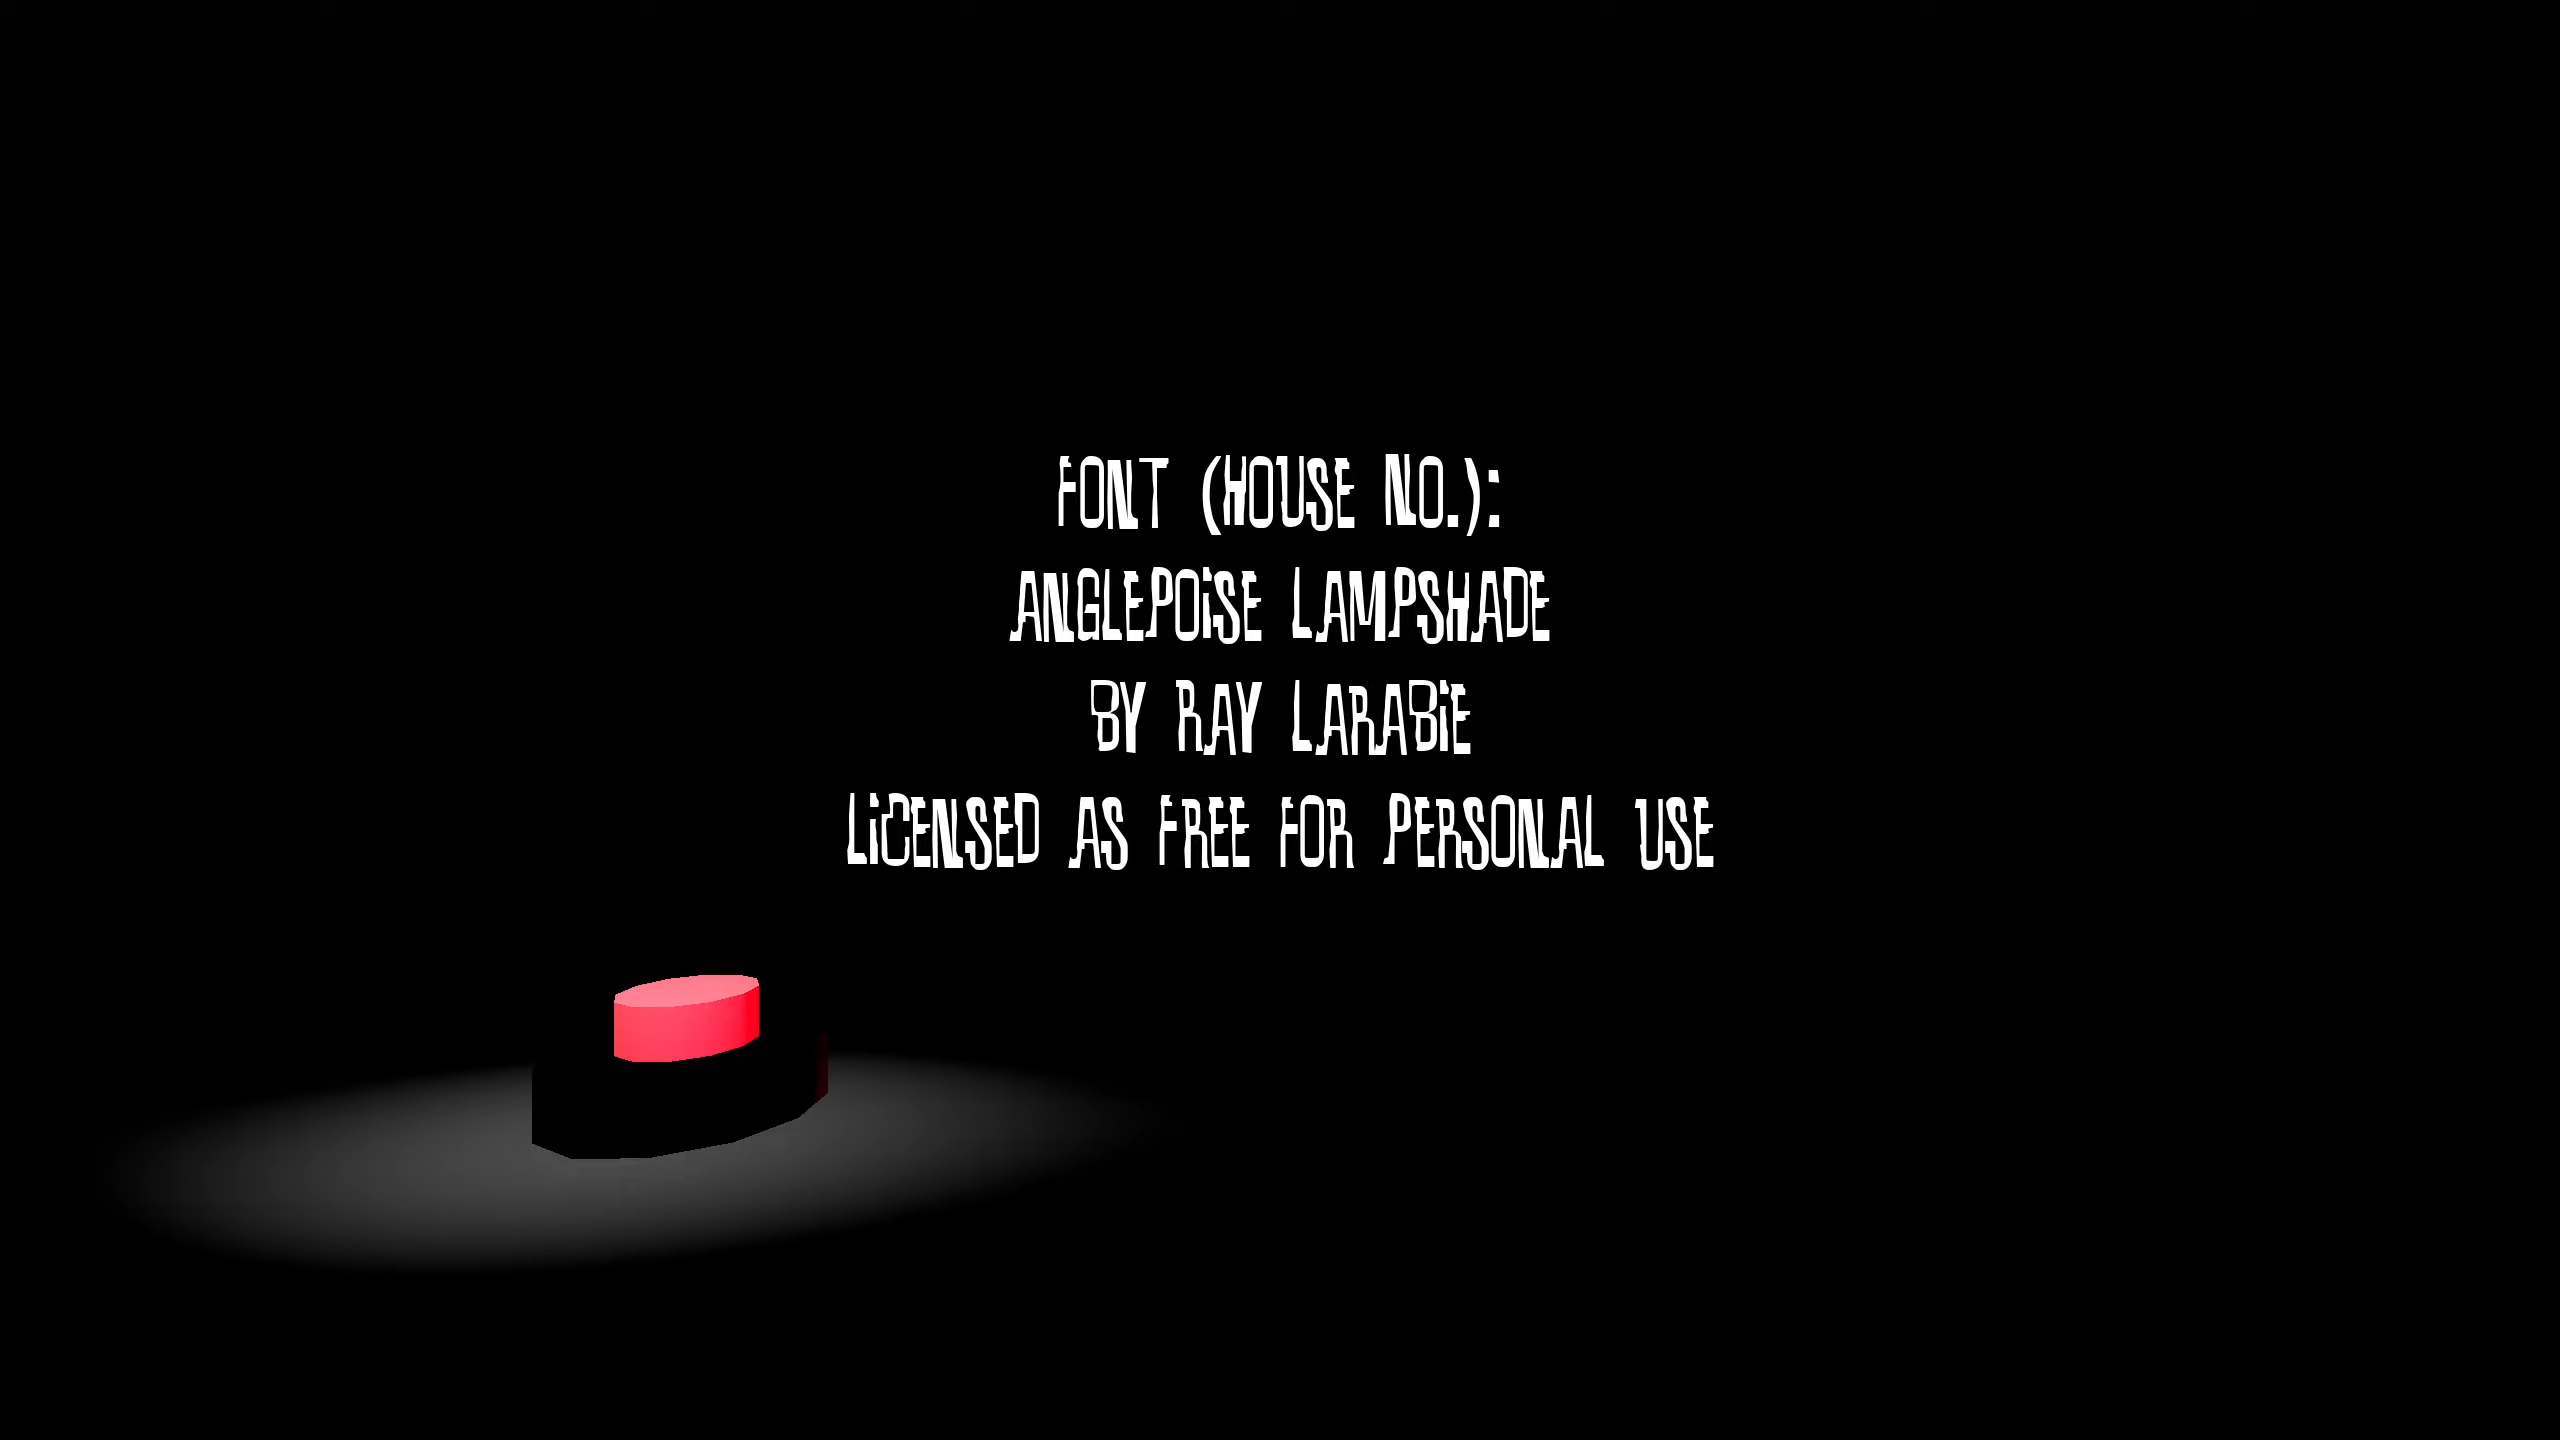 FONT (HOUSE NO.):
ANGLEPOiSE LAMPSHADE
BY RAY LARABiE
LiCENSED AS FREE FOR PERSONAL USE